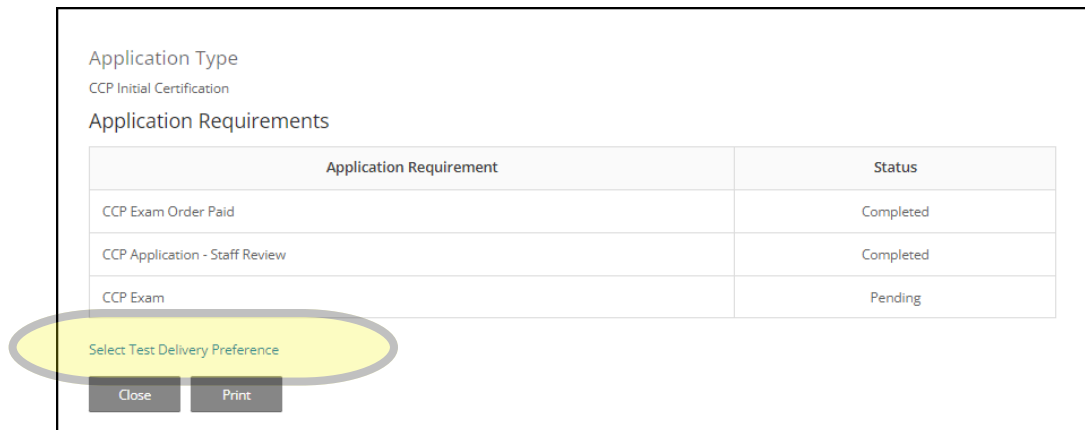 Application Type
CCP Initial Certification
Application Requirements
Application Requirement Status
CCP Exam Order Paid Completed
CCP Application - Staff Review Completed
CCP Exam Pending
Select Test Delivery Preference
Close Print